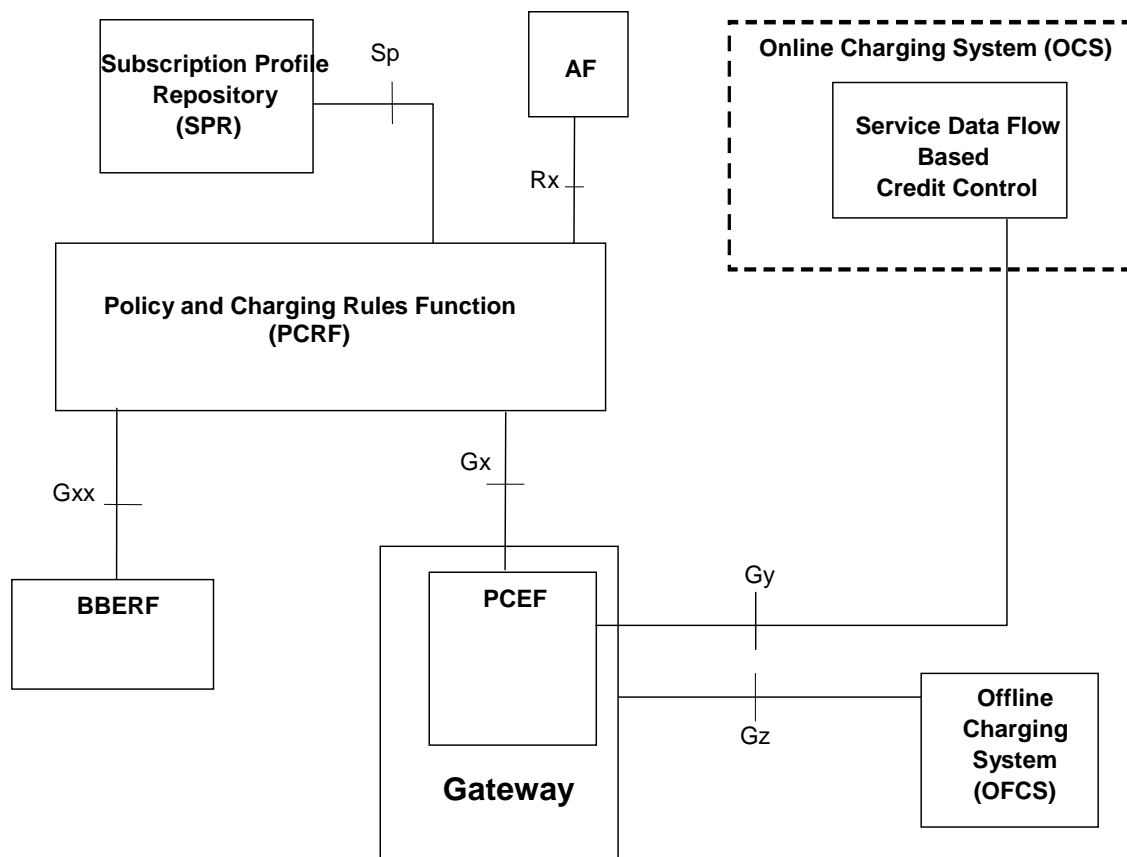 Subscription Profile
Repository
(SPR)
Sp
AF
Online Charging System (OCS)
Service Data Flow
Based
Credit Control
Rx
Policy and Charging Rules Function
(PCRF)
Gxx
Gx
BBERF
PCEF
Gy
Gz
Offline
Charging
System
(OFCS)
Gateway